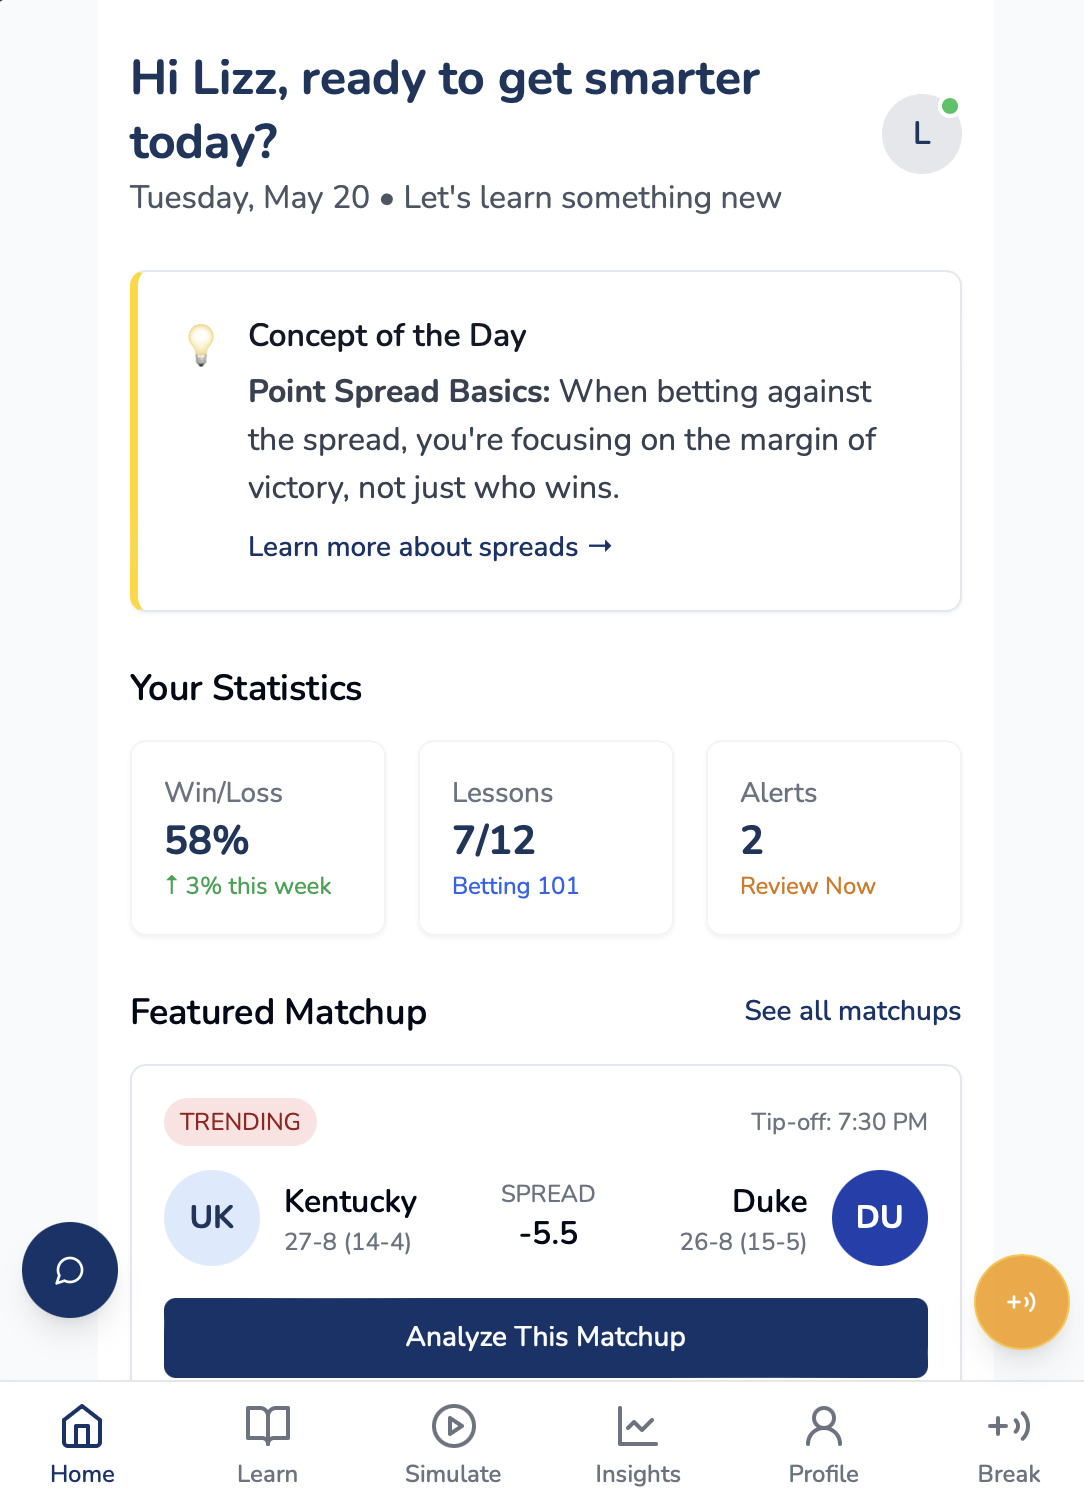 Hi Lizz, ready to get smarter
today?
L
Tuesday, May 20 • Let's learn something new
Concept of the Day
Point Spread Basics: When betting against
the spread, you're focusing on the margin of
victory, not just who wins.
Learn more about spreads →
Your Statistics
Win/Loss
58%
↑ 3% this week
Lessons
7/12
Betting 101
Alerts
2
Review Now
Featured Matchup
See all matchups
TRENDING
Tip-off: 7:30 PM
UK
Kentucky
27-8 (14-4)
SPREAD
-5.5
Duke
26-8 (15-5)
DU
Analyze This Matchup
Home
Learn
Simulate
Insights
Profile
Break